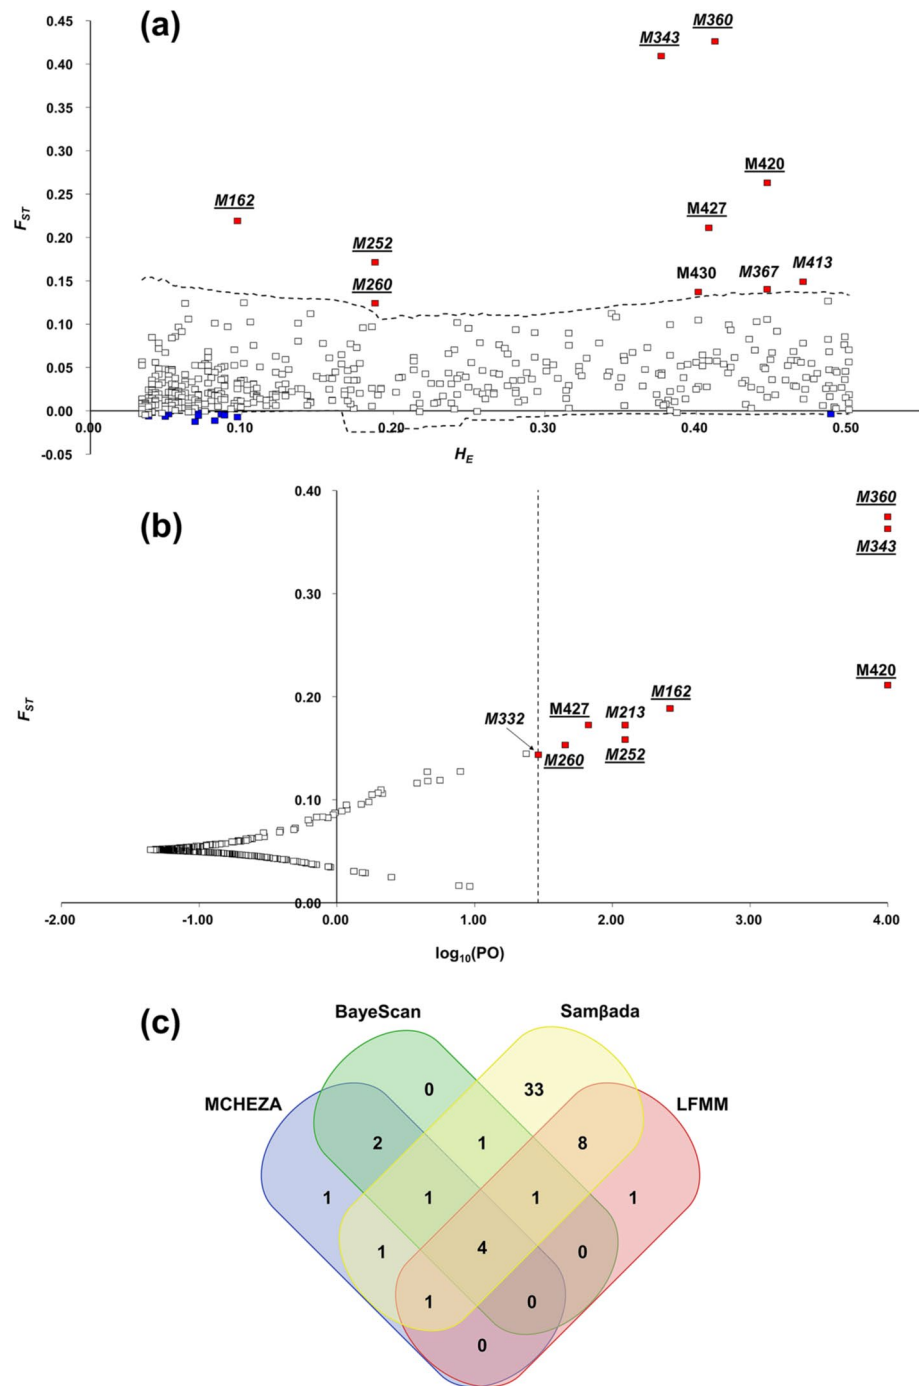 (a)
0.45
0.40
0.35
0.30
0.25
0.20
0.15
0.10
0.05
0.00
-0.05
F_ST
M360
M343
M420
M162
M427
M252
M260
M430
M367
M413
0.00
0.10
0.20
0.30
0.40
0.50
H_E
(b)
0.40
0.30
0.20
0.10
0.00
F_ST
M360
M343
M420
M162
M332
M427
M213
M260
M252
-2.00
-1.00
0.00
1.00
2.00
3.00
4.00
log10(PO)
(c)
BayeScan
Samβada
MCHEZA
LFMM
0
33
2
1
8
1
1
1
1
1
4
0
1
0
0